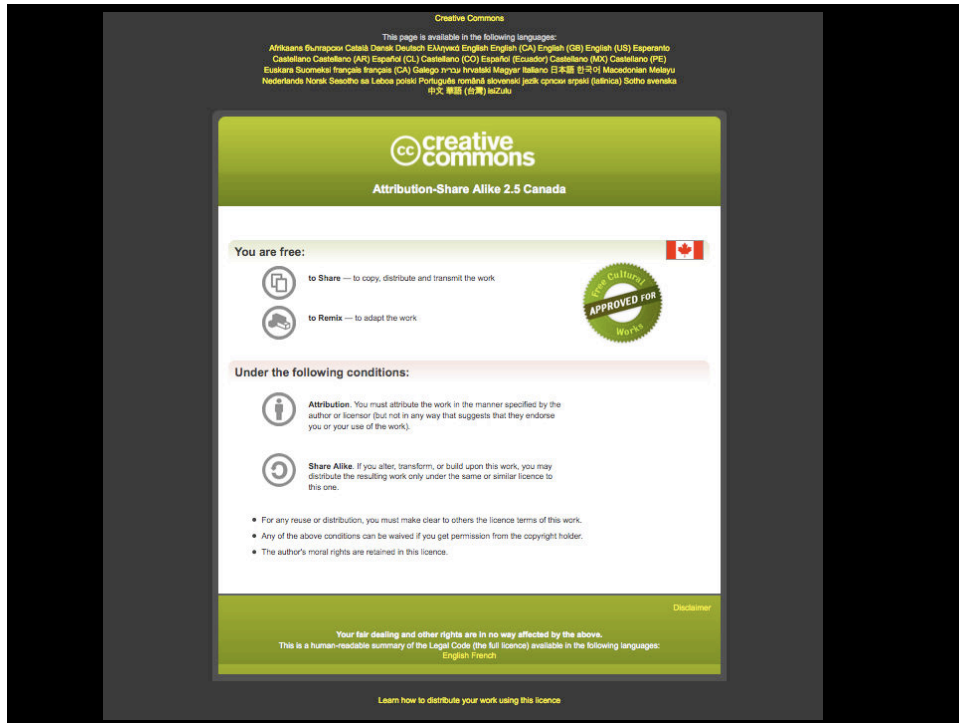 Creative Commons
This page is available in the following languages:
Afrikaans български Català Dansk Deutsch Ελληνικά English English (CA) English (GB) English (US) Esperanto
Castellano Castellano (AR) Español (CL) Castellano (CO) Español (Ecuador) Castellano (MX) Castellano (PE)
Euskara Suomeksi français français (CA) Galego עברית hrvatski Magyar Italiano 日本語 한국어 Macedonian Melayu
Nederlands Norsk Sesotho sa Leboa polski Português română slovenski jezik српски srpski (latinica) Sotho svenska
中文 華語 (台灣) isiZulu
cc creative
commons
Attribution-Share Alike 2.5 Canada
You are free:
to Share — to copy, distribute and transmit the work
to Remix — to adapt the work
Free Cultural
APPROVED FOR
Works
Under the following conditions:
Attribution. You must attribute the work in the manner specified by the
author or licensor (but not in any way that suggests that they endorse
you or your use of the work).
Share Alike. If you alter, transform, or build upon this work, you may
distribute the resulting work only under the same or similar licence to
this one.
For any reuse or distribution, you must make clear to others the licence terms of this work.
Any of the above conditions can be waived if you get permission from the copyright holder.
The author's moral rights are retained in this licence.
Disclaimer
Your fair dealing and other rights are in no way affected by the above.
This is a human-readable summary of the Legal Code (the full licence) available in the following languages:
English French
Learn how to distribute your work using this licence